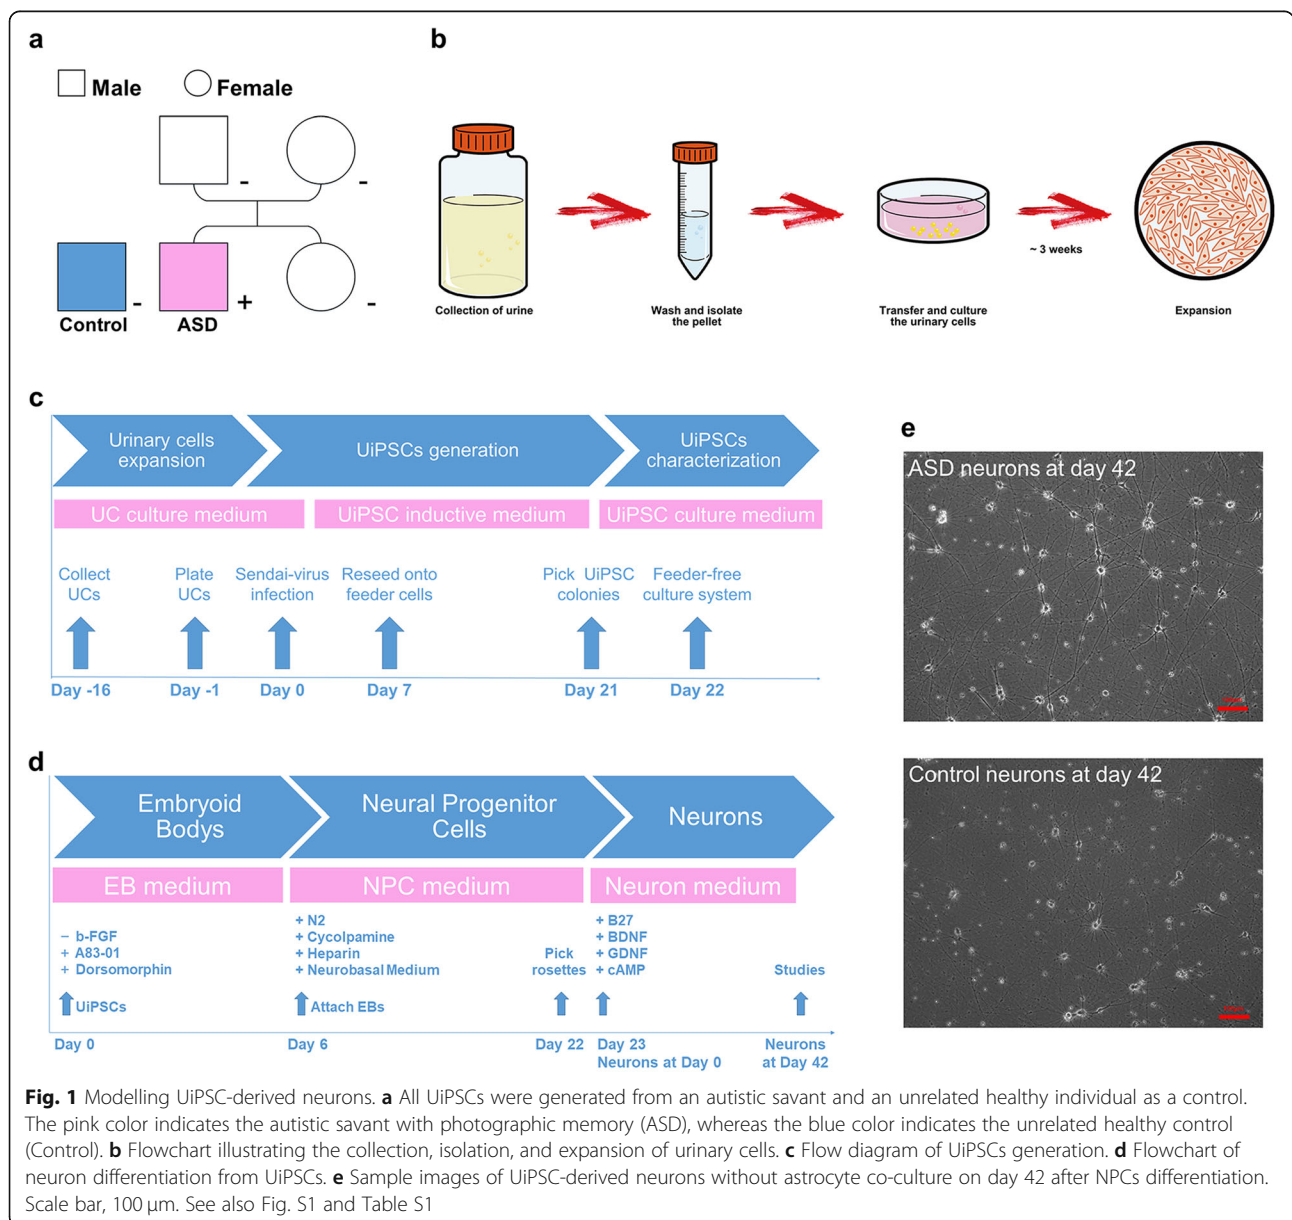 a
Male
Female
-
-
-
+
-
Control
ASD
b
Collection of urine
Wash and isolate
the pellet
Transfer and culture
the urinary cells
~ 3 weeks
Expansion
c
Urinary cells
expansion
UiPSCs generation
UiPSCs
characterization
UC culture medium
UiPSC inductive medium
UiPSC culture medium
Collect
UCs
Plate
UCs
Sendai-virus
infection
Reseed onto
feeder cells
Pick UiPSC
colonies
Feeder-free
culture system
Day -16
Day -1
Day 0
Day 7
Day 21
Day 22
d
Embryoid
Bodys
Neural Progenitor
Cells
Neurons
EB medium
NPC medium
Neuron medium
− b-FGF
+ A83-01
+ Dorsomorphin
UiPSCs
+ N2
+ Cycolpamine
+ Heparin
+ Neurobasal Medium
Attach EBs
Pick
rosettes
+ B27
+ BDNF
+ GDNF
+ cAMP
Studies
Day 0
Day 6
Day 22
Day 23
Neurons at Day 0
Neurons
at Day 42
e
ASD neurons at day 42
Control neurons at day 42
Fig. 1 Modelling UiPSC-derived neurons. a All UiPSCs were generated from an autistic savant and an unrelated healthy individual as a control.
The pink color indicates the autistic savant with photographic memory (ASD), whereas the blue color indicates the unrelated healthy control
(Control). b Flowchart illustrating the collection, isolation, and expansion of urinary cells. c Flow diagram of UiPSCs generation. d Flowchart of
neuron differentiation from UiPSCs. e Sample images of UiPSC-derived neurons without astrocyte co-culture on day 42 after NPCs differentiation.
Scale bar, 100 μm. See also Fig. S1 and Table S1